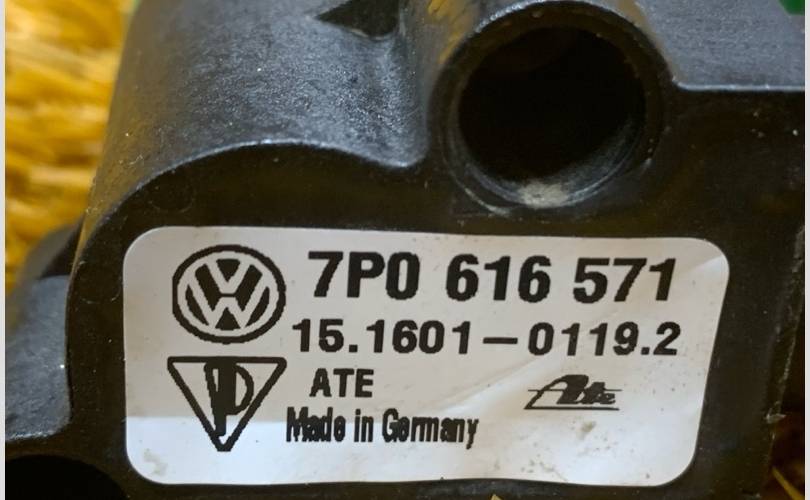 7P0 616 571
15.1601-0119.2
ATE Ate
Made in Germany